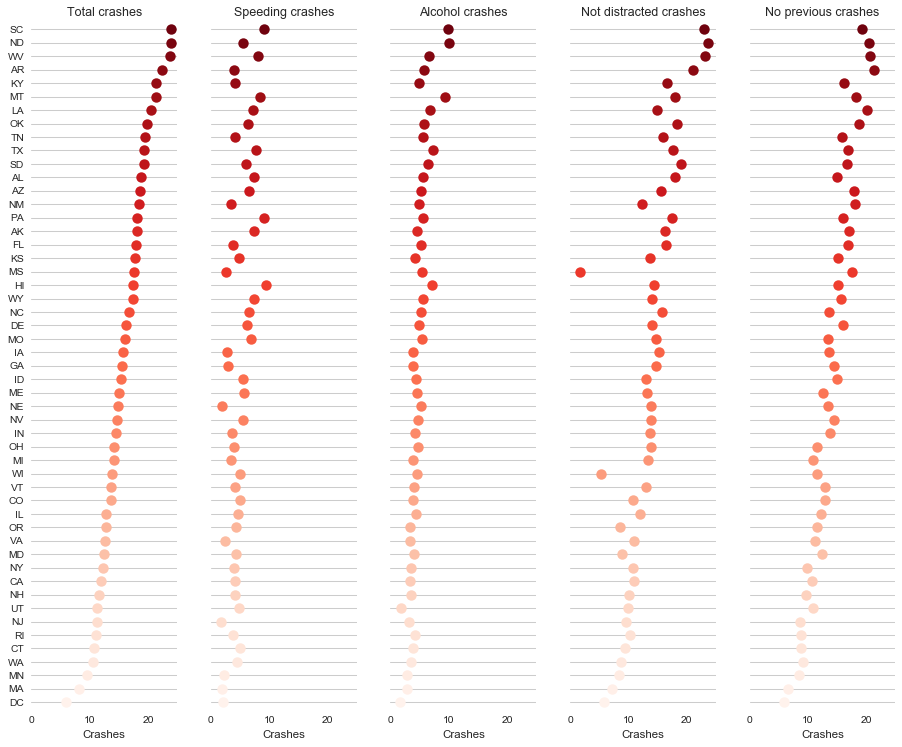 Total crashes
Speeding crashes
Alcohol crashes
Not distracted crashes
No previous crashes
SC
ND
WV
AR
KY
MT
LA
OK
TN
TX
SD
AL
AZ
NM
PA
AK
FL
KS
MS
HI
WY
NC
DE
MO
IA
GA
ID
ME
NE
NV
IN
OH
MI
WI
VT
CO
IL
OR
VA
MD
NY
CA
NH
UT
NJ
RI
CT
WA
MN
MA
DC
0 10 20
0 10 20
0 10 20
0 10 20
0 10 20
Crashes
Crashes
Crashes
Crashes
Crashes